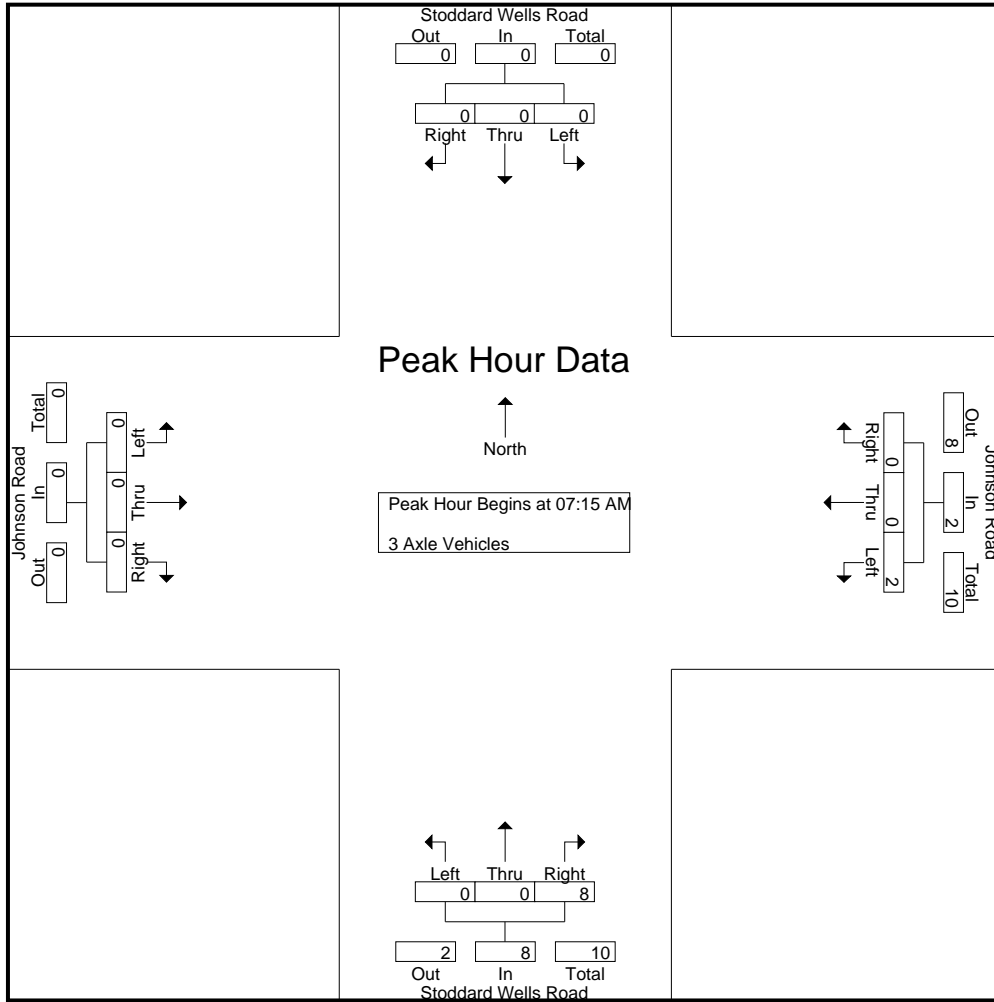 Stoddard Wells Road
Out In Total
0 0 0
0 0 0
Right Thru Left
Peak Hour Data
North
Peak Hour Begins at 07:15 AM
3 Axle Vehicles
Johnson Road
Total In Out
0 0 0
0 0 0
Left Thru Right
Right Thru Left
0 0 2
Out In Total
8 2 10
Johnson Road
Left Thru Right
0 0 8
2 8 10
Out In Total
Stoddard Wells Road